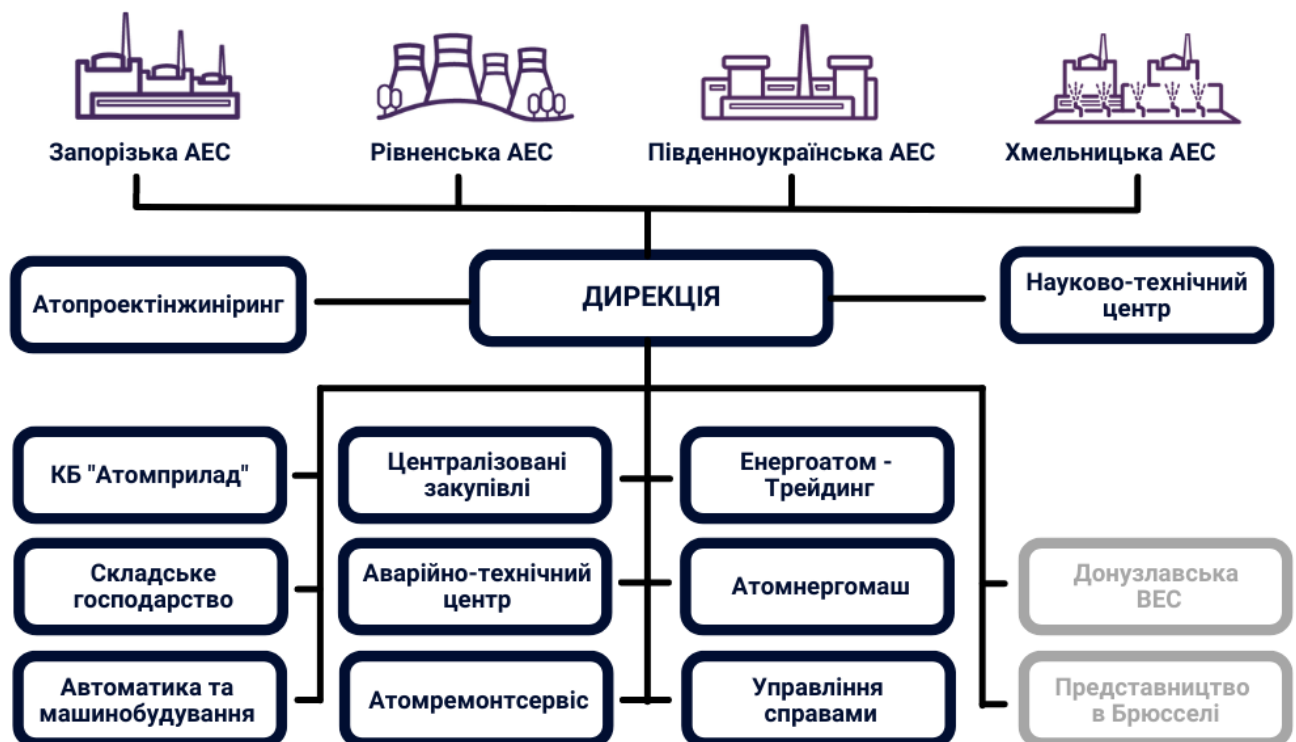 Запорізька АЕС
Рівненська АЕС
Південноукраїнська АЕС
Хмельницька АЕС
Атопроектінжиніринг
ДИРЕКЦІЯ
Науково-технічний
центр
КБ "Атомприлад"
Централізовані
закупівлі
Енергоатом -
Трейдинг
Складське
господарство
Аварійно-технічний
центр
Атомнергомаш
Донузлавська
ВЕС
Автоматика та
машинобудування
Атомремонтсервіс
Управління
справами
Представництво
в Брюсселі